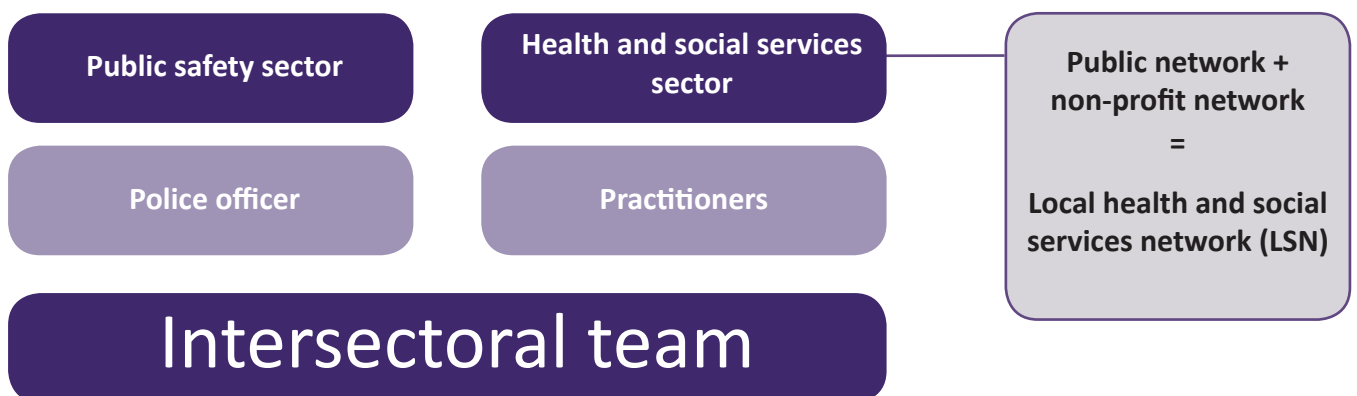 Public safety sector
Health and social services
sector
Public network +
non-profit network
=
Local health and social
services network (LSN)
Police officer
Practitioners
Intersectoral team